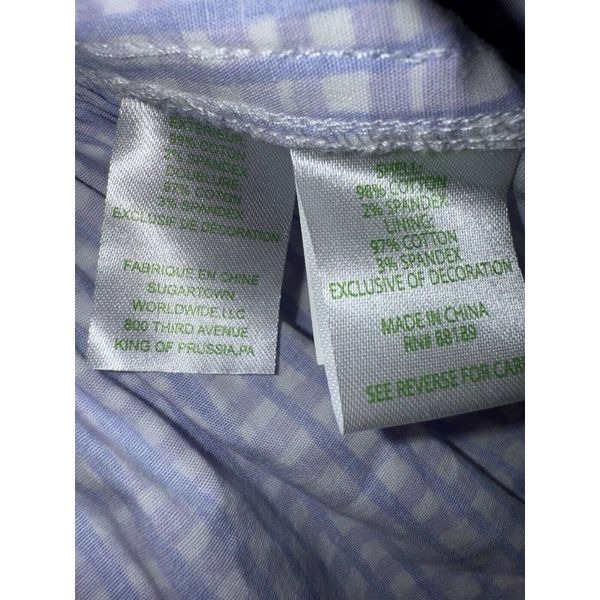 EXTERIEUR
98% COTTON
2% SPANDEX
DOUBLURE
97% COTTON
3% SPANDEX
EXCLUSIF DE DECORATION
FABRIQUE EN CHINE
SUGARTOWN
WORLDWIDE LLC
800 THIRD AVENUE
KING OF PRUSSIA,PA
SHELL:
98% COTTON
2% SPANDEX
LINING:
97% COTTON
3% SPANDEX
EXCLUSIVE OF DECORATION
MADE IN CHINA
RN# 88189
SEE REVERSE FOR CAR